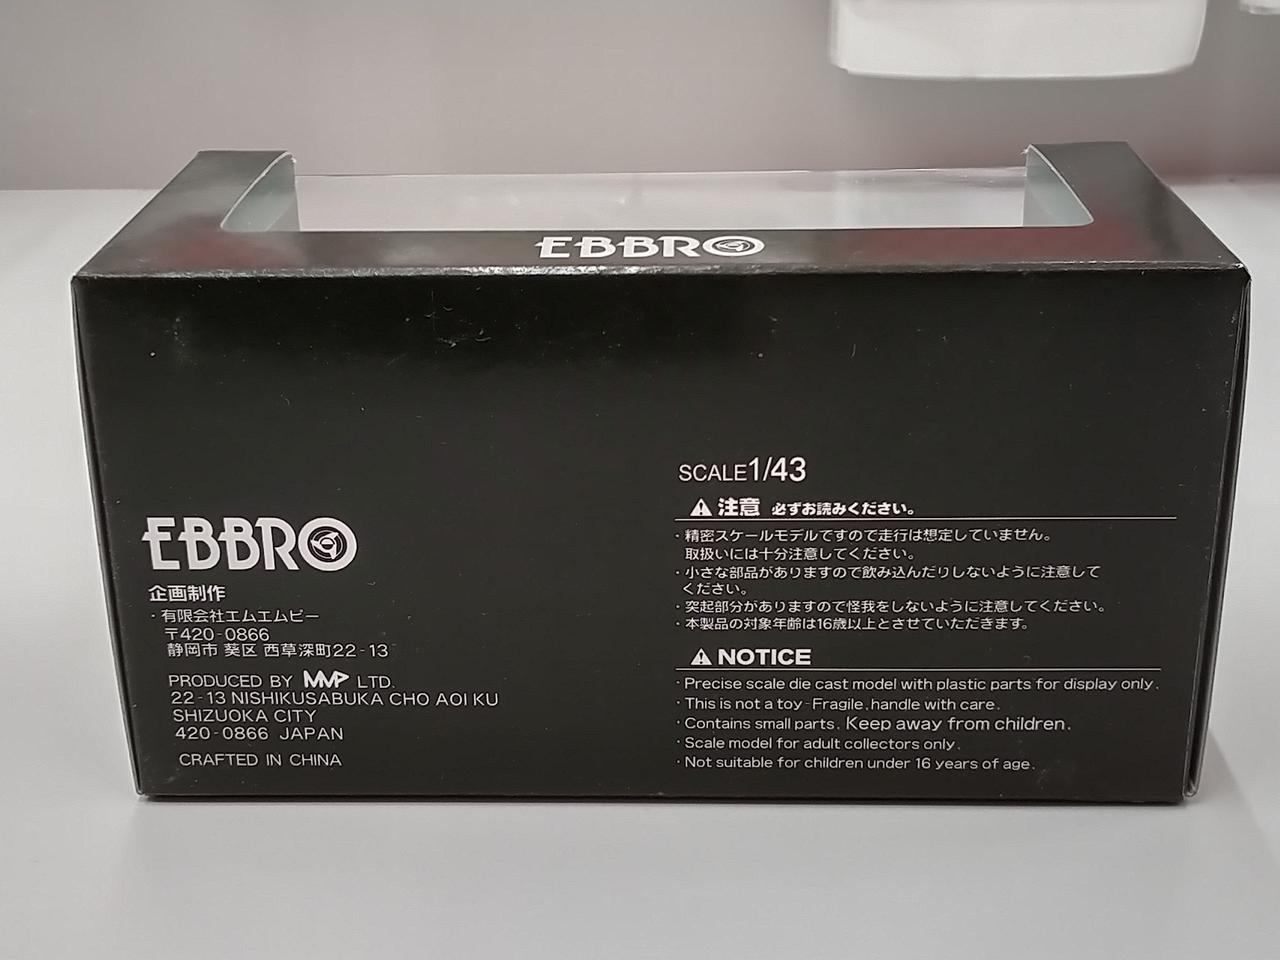 EBBRO
EBBRO
企画制作
・有限会社エムエムピー
〒420-0866
静岡市 葵区 西草深町22-13
PRODUCED BY MMP LTD.
22-13 NISHIKUSABUKA CHO AOI KU
SHIZUOKA CITY
420-0866 JAPAN
CRAFTED IN CHINA
SCALE1/43
⚠注意 必ずお読みください。
・精密スケールモデルですので走行は想定していません。
取扱いには十分注意してください。
・小さな部品がありますので飲み込んだりしないように注意して
ください。
・突起部分がありますので怪我をしないように注意してください。
・本製品の対象年齢は16歳以上とさせていただきます。
⚠NOTICE
・Precise scale die cast model with plastic parts for display only.
・This is not a toy-Fragile, handle with care.
・Contains small parts. Keep away from children.
・Scale model for adult collectors only.
・Not suitable for children under 16 years of age.